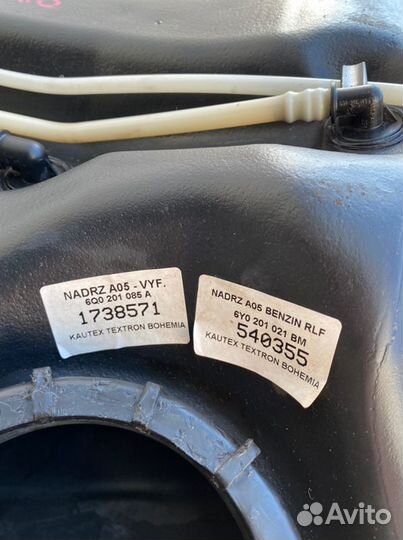 NADRZ A05 - VYF.
6Q0 201 085 A
1738571
KAUTEX TEXTRON BOHEMIA
NADRZ A05 BENZIN RLF
6Y0 201 021 BM
540355
KAUTEX TEXTRON BOHEMIA
Avito